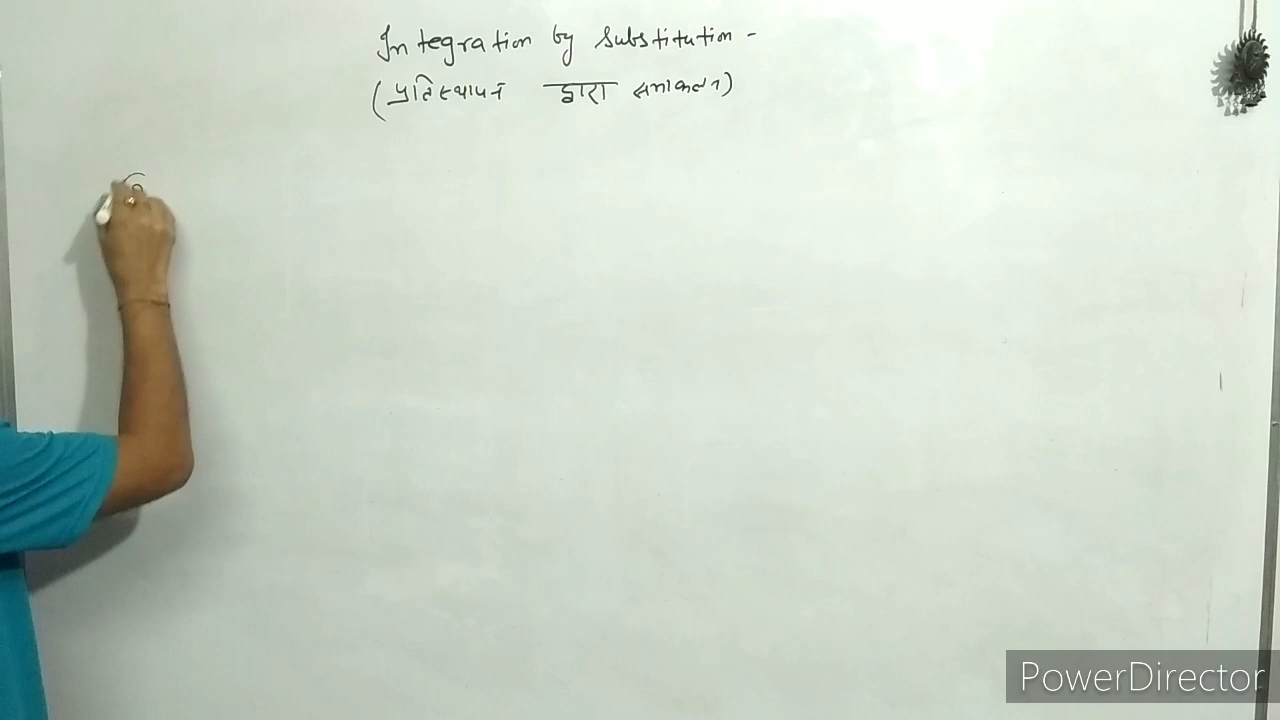 Integration by Substitution -
(प्रतिस्थापन द्वारा समाकलन)
PowerDirector